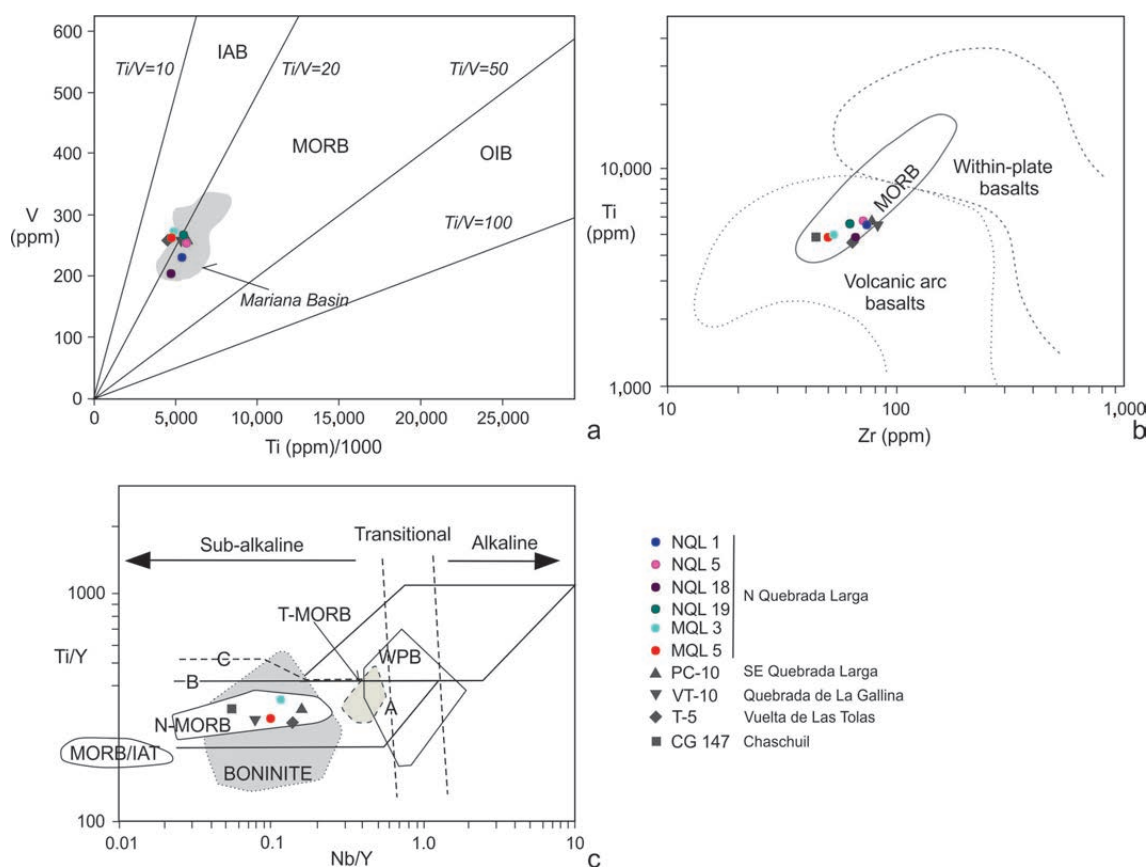 600
500
400
300
200
100
0
V
(ppm)
IAB
Ti/V=10
Ti/V=20
Ti/V=50
MORB
OIB
Ti/V=100
Mariana Basin
0
5,000
10,000
15,000
20,000
25,000
Ti (ppm)/1000
a
10,000
Ti
(ppm)
1,000
MORB
Within-plate
basalts
Volcanic arc
basalts
10
100
1,000
Zr (ppm)
b
Sub-alkaline
Transitional
Alkaline
1000
Ti/Y
100
T-MORB
C
B
WPB
A
N-MORB
MORB/IAT
BONINITE
0.01
0.1
1.0
10
Nb/Y
c
NQL 1
NQL 5
NQL 18
NQL 19
MQL 3
MQL 5
N Quebrada Larga
PC-10 SE Quebrada Larga
VT-10 Quebrada de La Gallina
T-5 Vuelta de Las Tolas
CG 147 Chaschuil